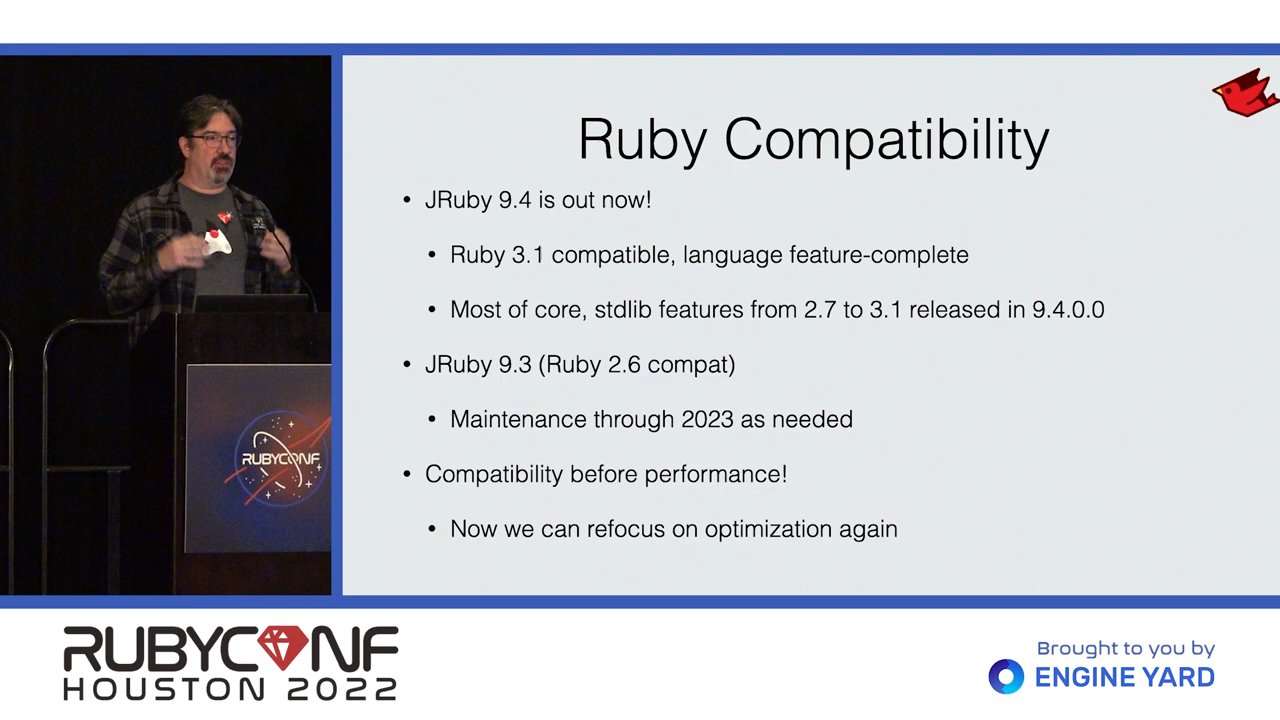 Ruby Compatibility
• JRuby 9.4 is out now!
• Ruby 3.1 compatible, language feature-complete
• Most of core, stdlib features from 2.7 to 3.1 released in 9.4.0.0
• JRuby 9.3 (Ruby 2.6 compat)
• Maintenance through 2023 as needed
• Compatibility before performance!
• Now we can refocus on optimization again
RUBYCONF
RUBYCONF
HOUSTON 2022
Brought to you by
ENGINE YARD